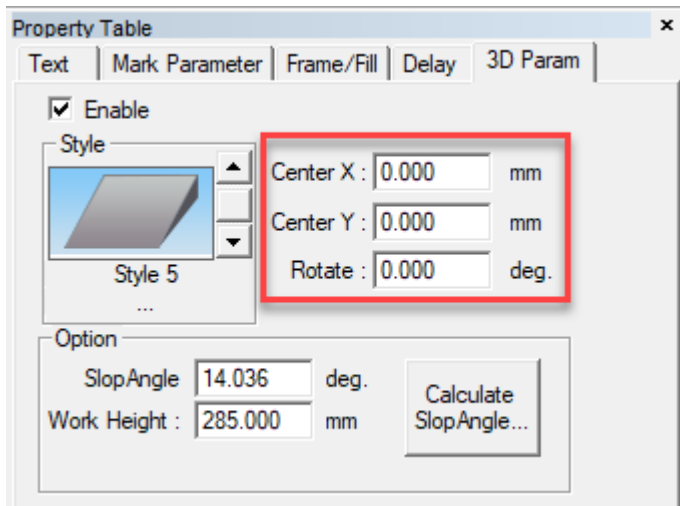 Property Table
Text Mark Parameter Frame/Fill Delay 3D Param
Enable
Style
Style 5
...
Center X : 0.000 mm
Center Y : 0.000 mm
Rotate : 0.000 deg.
Option
SlopAngle 14.036 deg.
Work Height : 285.000 mm
Calculate
SlopAngle...